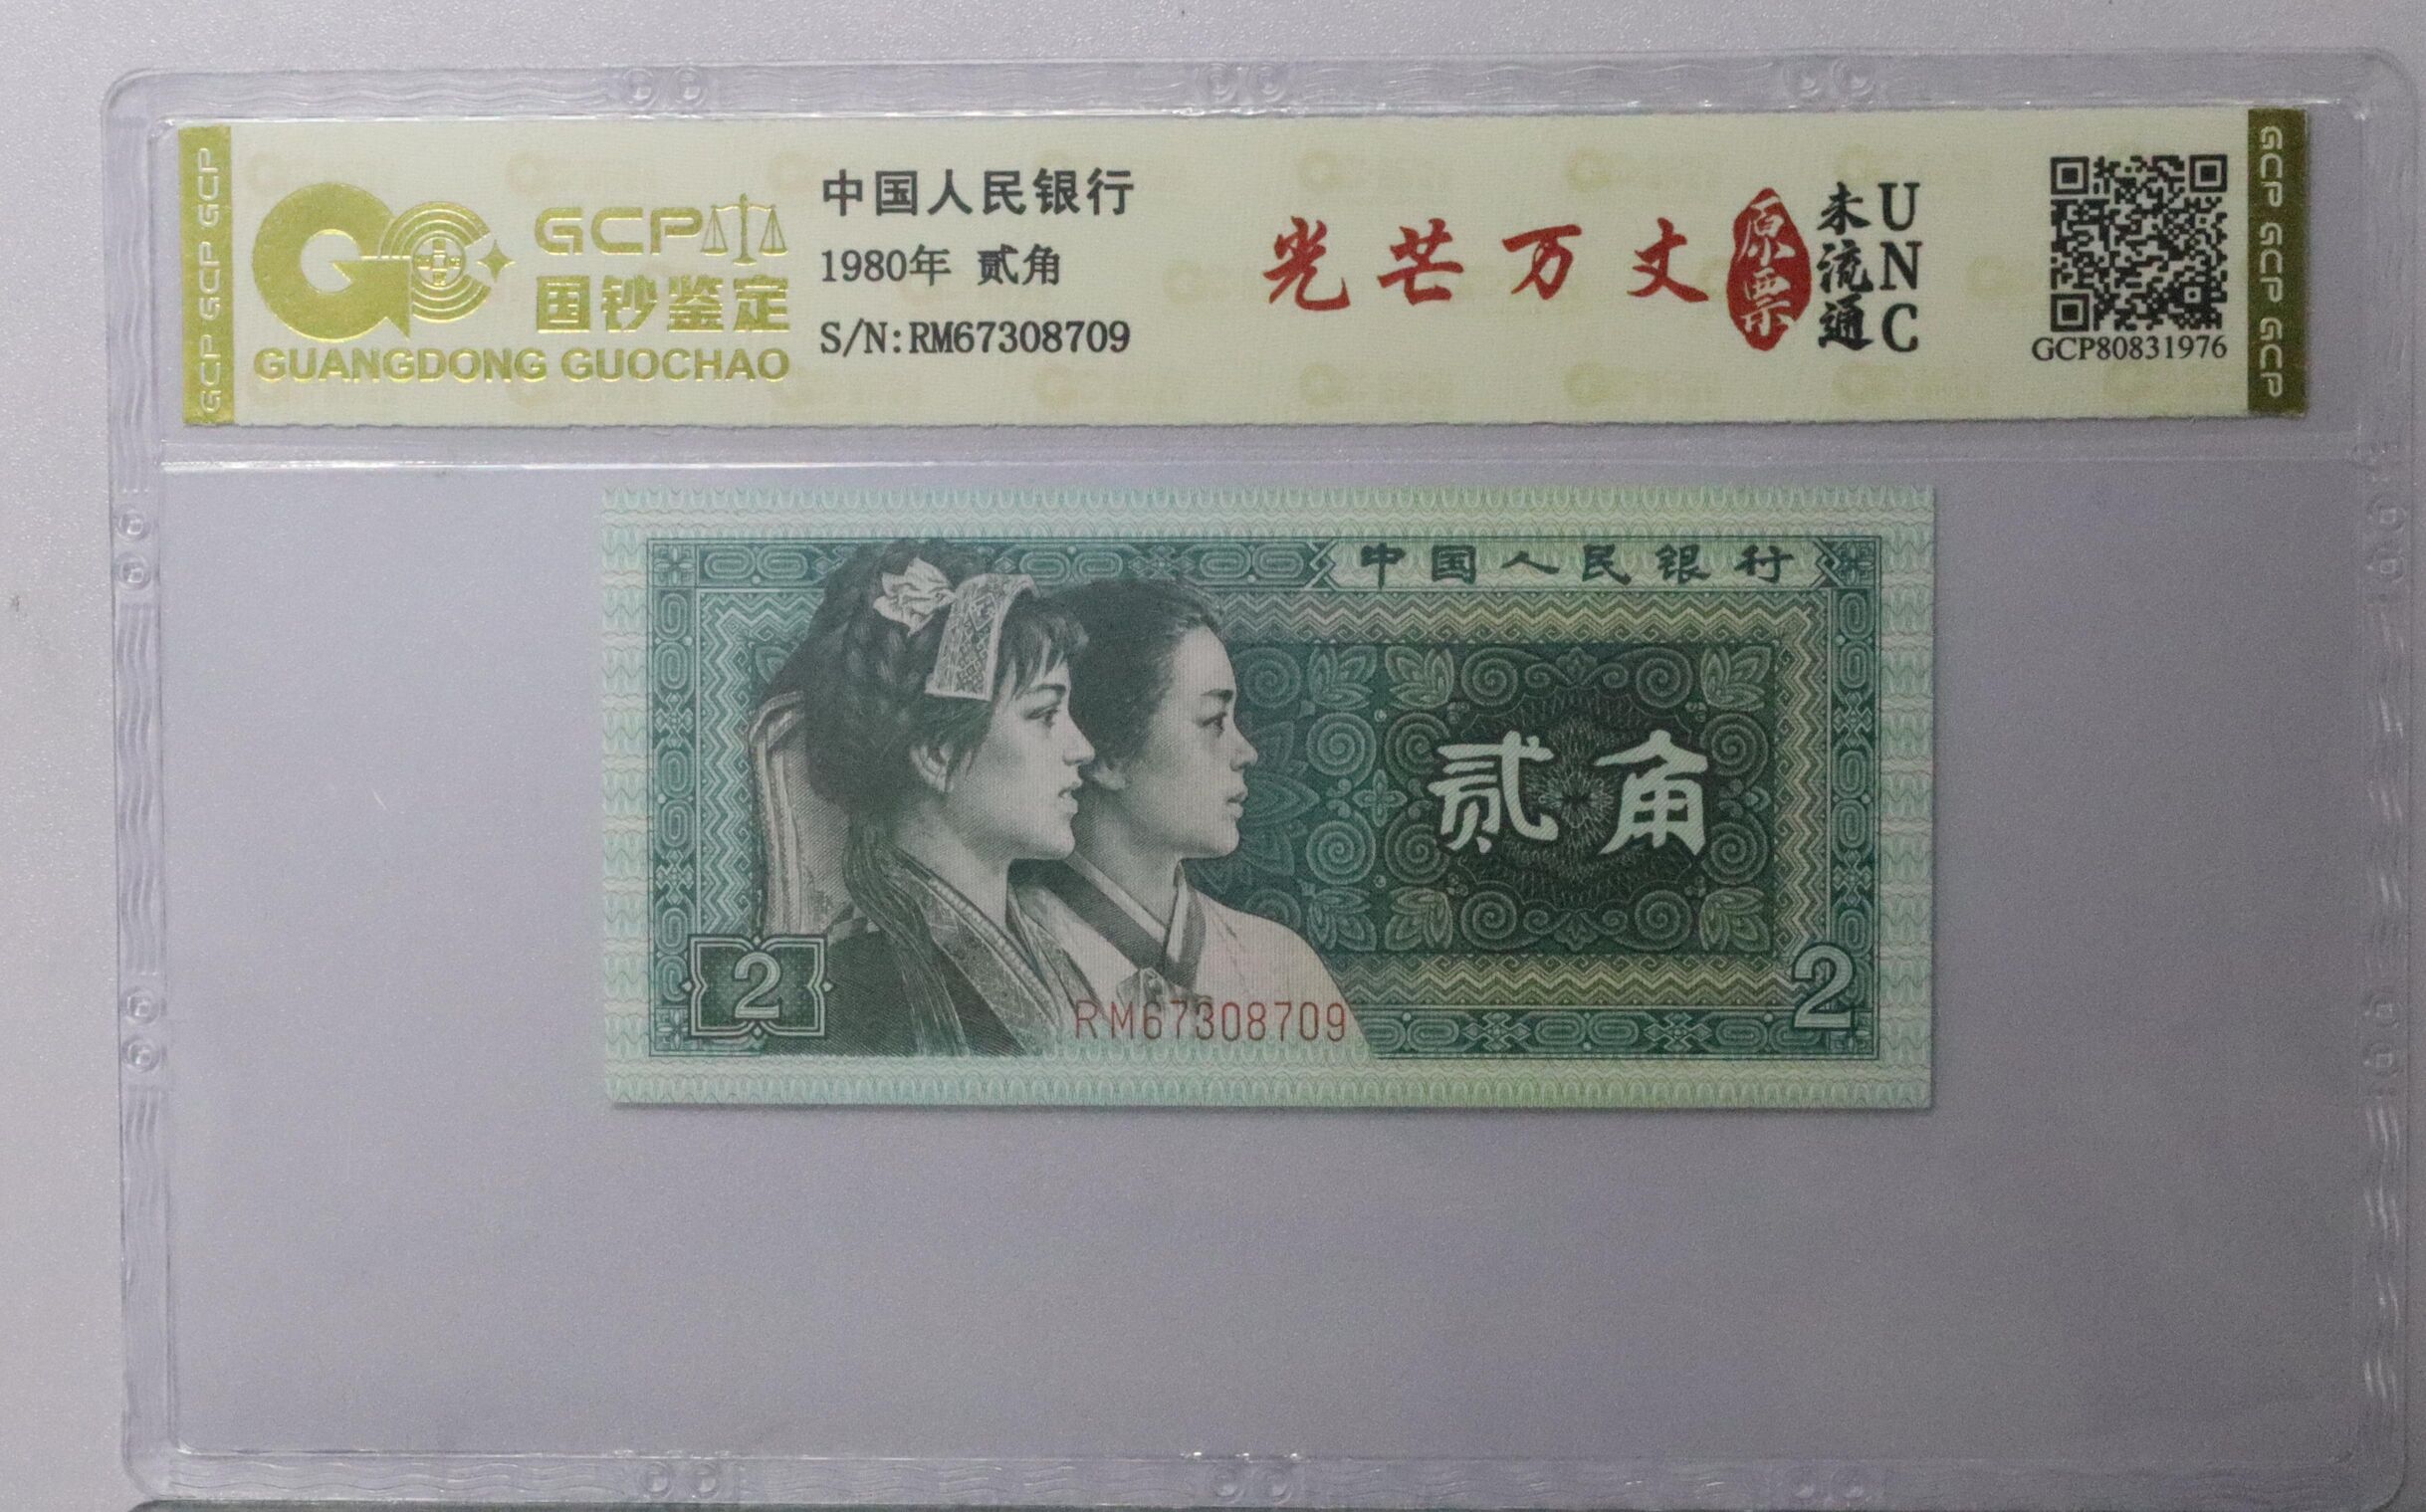 GCP GCP GCP
GCP
国钞鉴定
GUANGDONG GUOCHAO
中国人民银行
1980年 贰角
S/N:RM67308709
光芒万丈
原票
未流通
UNC
GCP80831976
GCP GCP GCP
中国人民银行
贰角
2
RM67308709
2